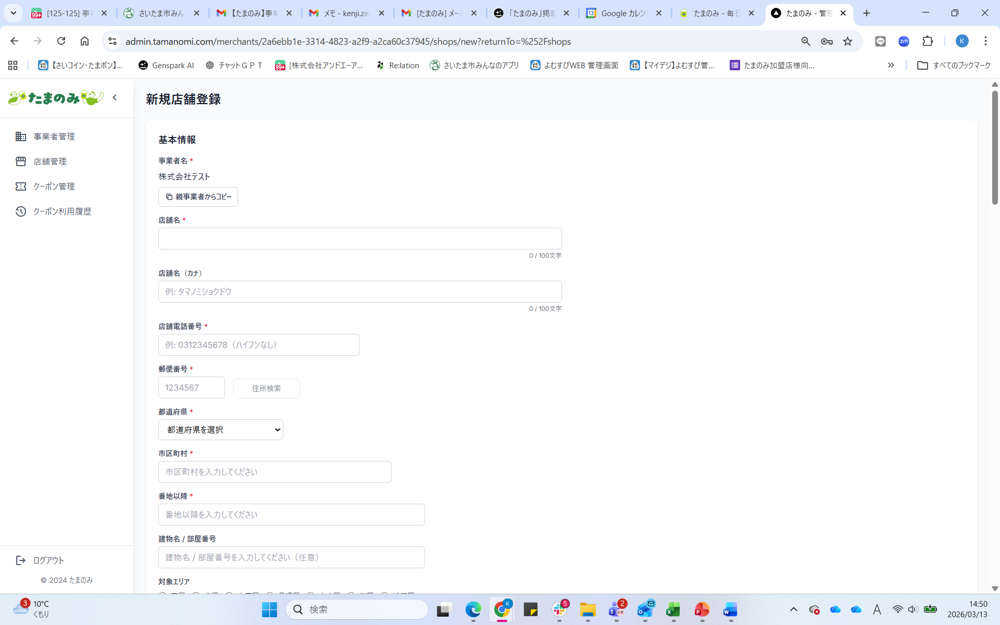 [125-125] 事業
さいたま市みん
【たまのみ】事業
メモ - kenji.zer
[たまのみ] メール
「たまのみ」掲載
Google カレン
たまのみ - 毎日
たまのみ - 管理
admin.tamanomi.com/merchants/2a6ebb1e-3314-4823-a2f9-a2ca60c37945/shops/new?returnTo=%252Fshops
【さいコイン・たまポン】...
Genspark AI
チャットＧＰＴ
[株式会社アンドエーア...
Re:lation
さいたま市みんなのアプリ
よむすびWEB 管理画面
【マイデジ】よむすび管...
たまのみ加盟店様向...
すべてのブックマーク
たまのみ
事業者管理
店舗管理
クーポン管理
クーポン利用履歴
ログアウト
© 2024 たまのみ
新規店舗登録
基本情報
事業者名 *
株式会社テスト
親事業者からコピー
店舗名 *
0 / 100文字
店舗名（カナ）
例: タマノミショクドウ
0 / 100文字
店舗電話番号 *
例: 0312345678（ハイフンなし）
郵便番号 *
1234567
住所検索
都道府県 *
都道府県を選択
市区町村 *
市区町村を入力してください
番地以降 *
番地以降を入力してください
建物名 / 部屋番号
建物名 / 部屋番号を入力してください（任意）
対象エリア
3
10°C
くもり
検索
5
2
A
14:50
2026/03/13